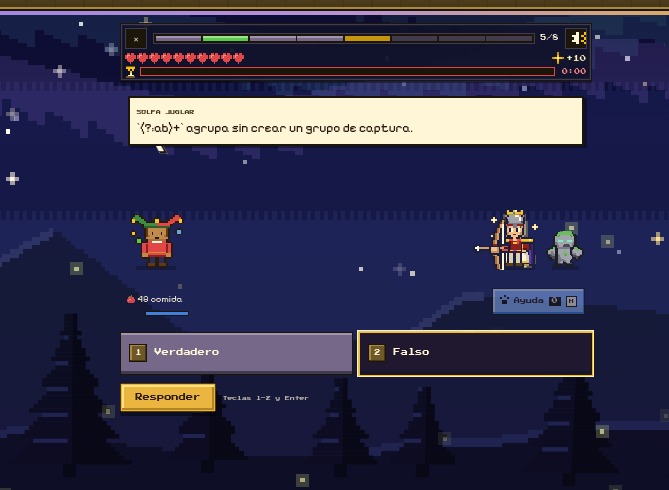 ×
5/8
+10
0:00
SOLFA JUGLAR
`(?:ab)+` agrupa sin crear un grupo de captura.
48 comida
Ayuda 0 H
1 Verdadero
2 Falso
Responder
Teclas 1-2 y Enter